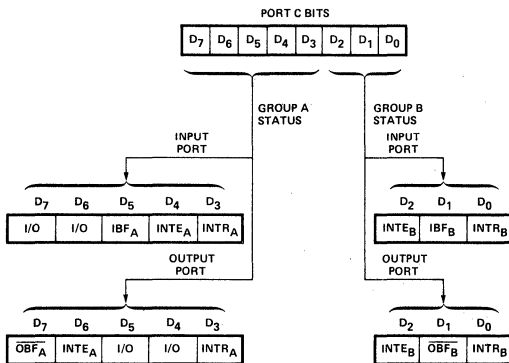 PORT C BITS
D7 D6 D5 D4 D3 D2 D1 D0
GROUP A STATUS
GROUP B STATUS
INPUT PORT
INPUT PORT
D7 D6 D5 D4 D3
D2 D1 D0
I/O I/O IBFA INTEA INTRA
INTEB IBFB INTRB
OUTPUT PORT
OUTPUT PORT
D7 D6 D5 D4 D3
D2 D1 D0
O̅B̅F̅A INTEA I/O I/O INTRA
INTEB O̅B̅F̅B INTRB